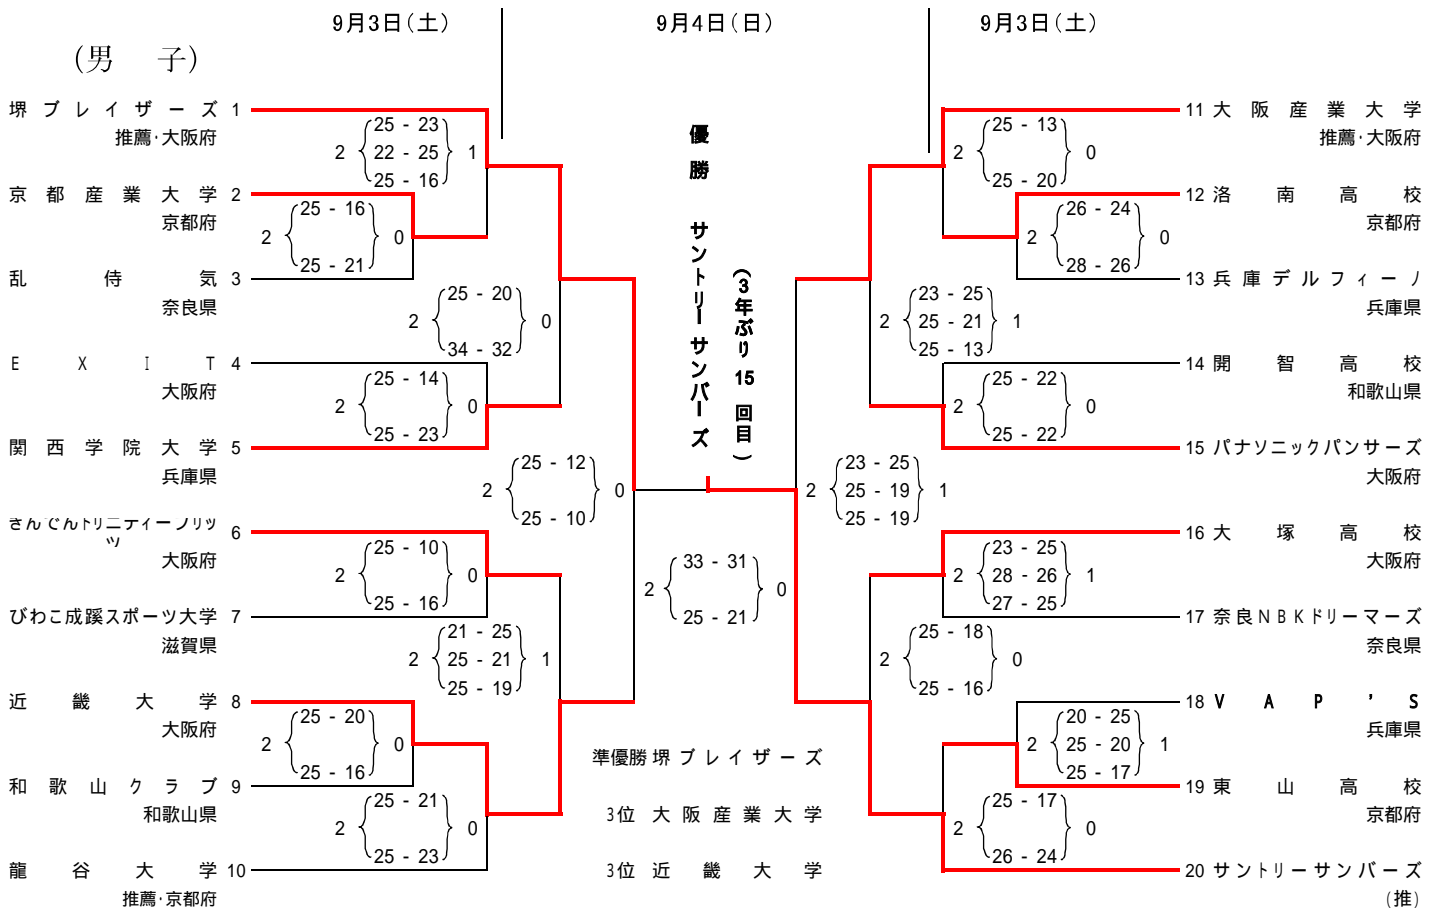 9月3日(土)
9月4日(日)
9月3日(土)
(男 子)
堺ブレイザーズ 1
推薦・大阪府
25 - 23
2 22 - 25 1
25 - 16
京都産業大学 2
京都府
25 - 16
2 0
25 - 21
乱侍気 3
奈良県
25 - 20
2 0
34 - 32
EXIT 4
大阪府
25 - 14
2 0
25 - 23
関西学院大学 5
兵庫県
25 - 12
2 0
25 - 10
きんでんトリニティーブリッ
ツ
6
大阪府
25 - 10
2 0
25 - 16
びわこ成蹊スポーツ大学 7
滋賀県
21 - 25
2 25 - 21 1
25 - 19
近畿大学 8
大阪府
25 - 20
2 0
25 - 16
和歌山クラブ 9
和歌山県
25 - 21
2 0
25 - 23
龍谷大学 10
推薦・京都府
優勝 サントリーサンバーズ
(3年ぶり15回目)
33 - 31
2 0
25 - 21
準優勝 堺ブレイザーズ
3位 大阪産業大学
3位 近畿大学
11 大阪産業大学
推薦・大阪府
25 - 13
2 0
25 - 20
12 洛南高校
京都府
26 - 24
2 0
28 - 26
13 兵庫デルフィーノ
兵庫県
23 - 25
2 25 - 21 1
25 - 13
14 開智高校
和歌山県
25 - 22
2 0
25 - 22
15 パナソニックパンサーズ
大阪府
23 - 25
2 25 - 19 1
25 - 19
16 大塚高校
大阪府
23 - 25
2 28 - 26 1
27 - 25
17 奈良NBKドリーマーズ
奈良県
25 - 18
2 0
25 - 16
18 VAP'S
兵庫県
20 - 25
2 25 - 20 1
25 - 17
19 東山高校
京都府
25 - 17
2 0
26 - 24
20 サントリーサンバーズ
(推)